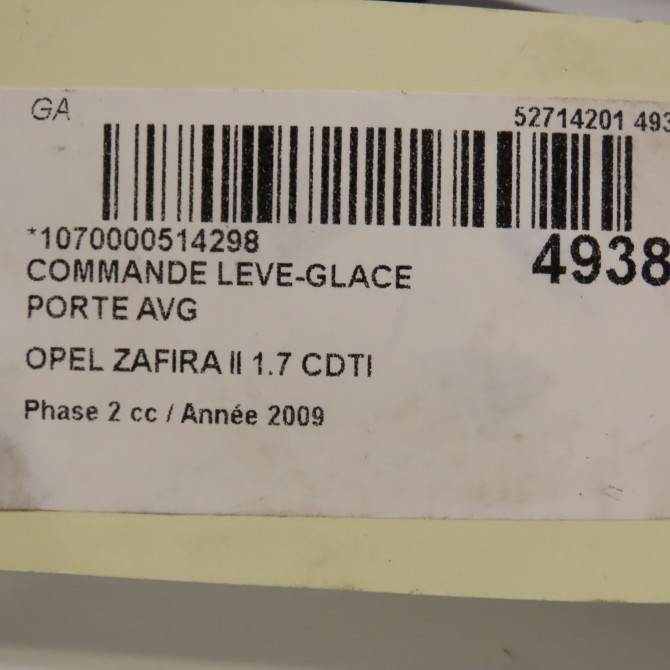 GA
52714201 493
*1070000514298
4938
COMMANDE LEVE-GLACE
PORTE AVG
OPEL ZAFIRA II 1.7 CDTI
Phase 2 cc / Année 2009